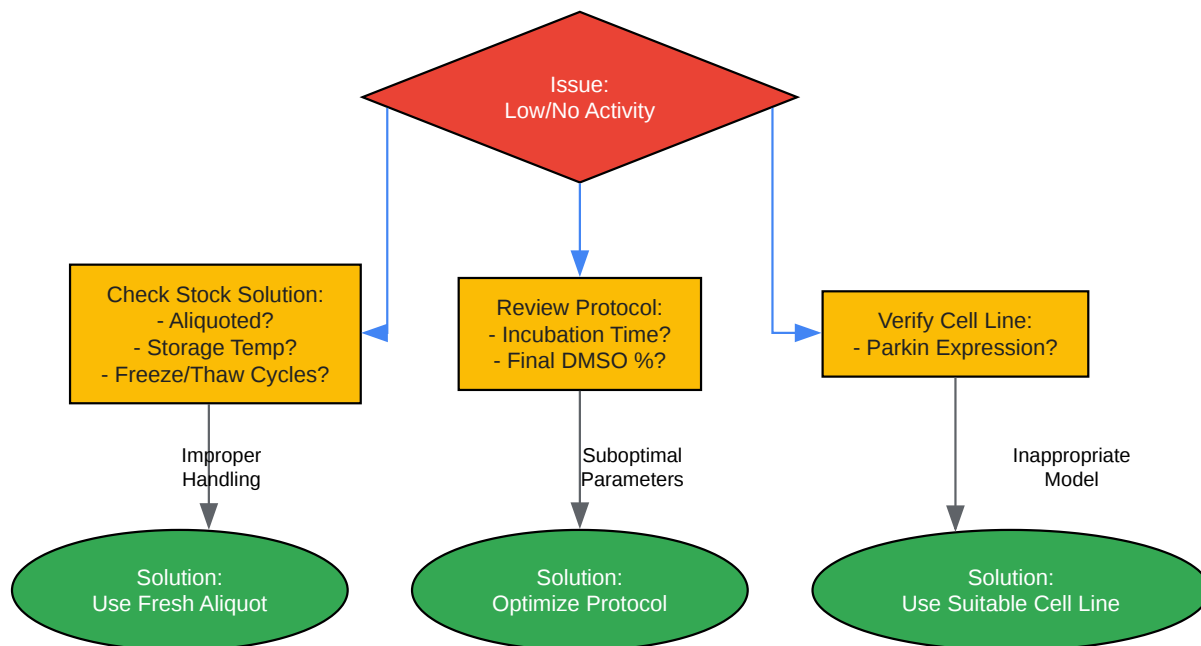 Issue:
Low/No Activity
Check Stock Solution:
- Aliquoted?
- Storage Temp?
- Freeze/Thaw Cycles?
Review Protocol:
- Incubation Time?
- Final DMSO %?
Verify Cell Line:
- Parkin Expression?
Improper
Handling
Suboptimal
Parameters
Inappropriate
Model
Solution:
Use Fresh Aliquot
Solution:
Optimize Protocol
Solution:
Use Suitable Cell Line